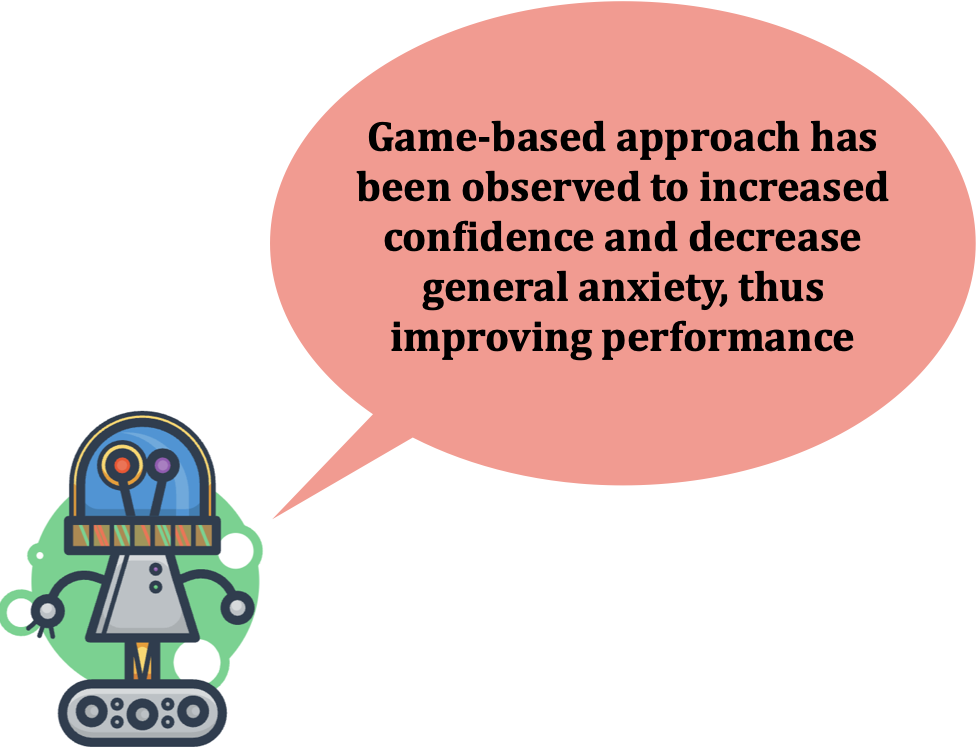 Game-based approach has
been observed to increased
confidence and decrease
general anxiety, thus
improving performance